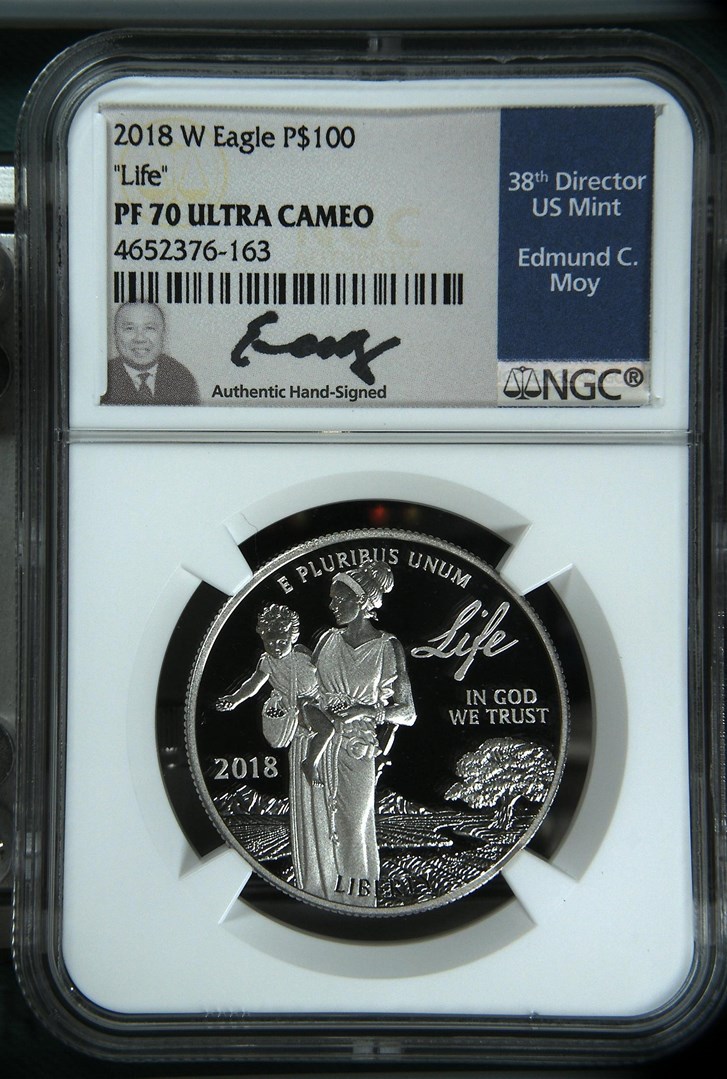 2018 W Eagle P$100
"Life"
PF 70 ULTRA CAMEO
4652376-163
Authentic Hand-Signed
38th Director
US Mint
Edmund C.
Moy
NGC®
E PLURIBUS UNUM
Life
IN GOD
WE TRUST
2018
LIBERTY